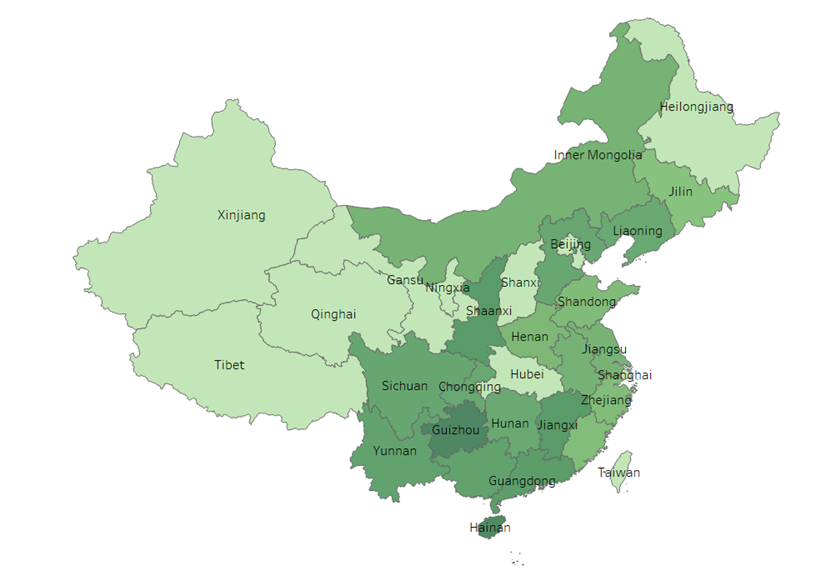 Heilongjiang
Inner Mongolia
Jilin
Xinjiang
Liaoning
Beijing
Gansu
Ningxia
Shanxi
Shandong
Qinghai
Shaanxi
Henan
Jiangsu
Tibet
Hubei
Shanghai
Sichuan
Chongqing
Zhejiang
Guizhou
Hunan
Jiangxi
Yunnan
Taiwan
Guangdong
Hainan